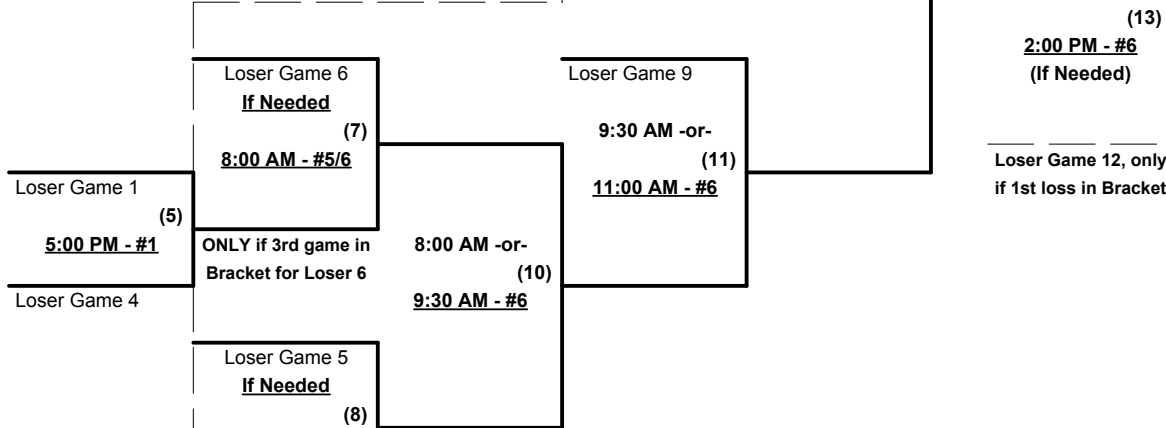 (13)
2:00 PM - #6
(If Needed)
Loser Game 6
If Needed
(7)
8:00 AM - #5/6
Loser Game 9
9:30 AM -or-
(11)
11:00 AM - #6
Loser Game 12, only
if 1st loss in Bracket
Loser Game 1
(5)
5:00 PM - #1
Loser Game 4
ONLY if 3rd game in
Bracket for Loser 6
8:00 AM -or-
(10)
9:30 AM - #6
Loser Game 5
If Needed
(8)